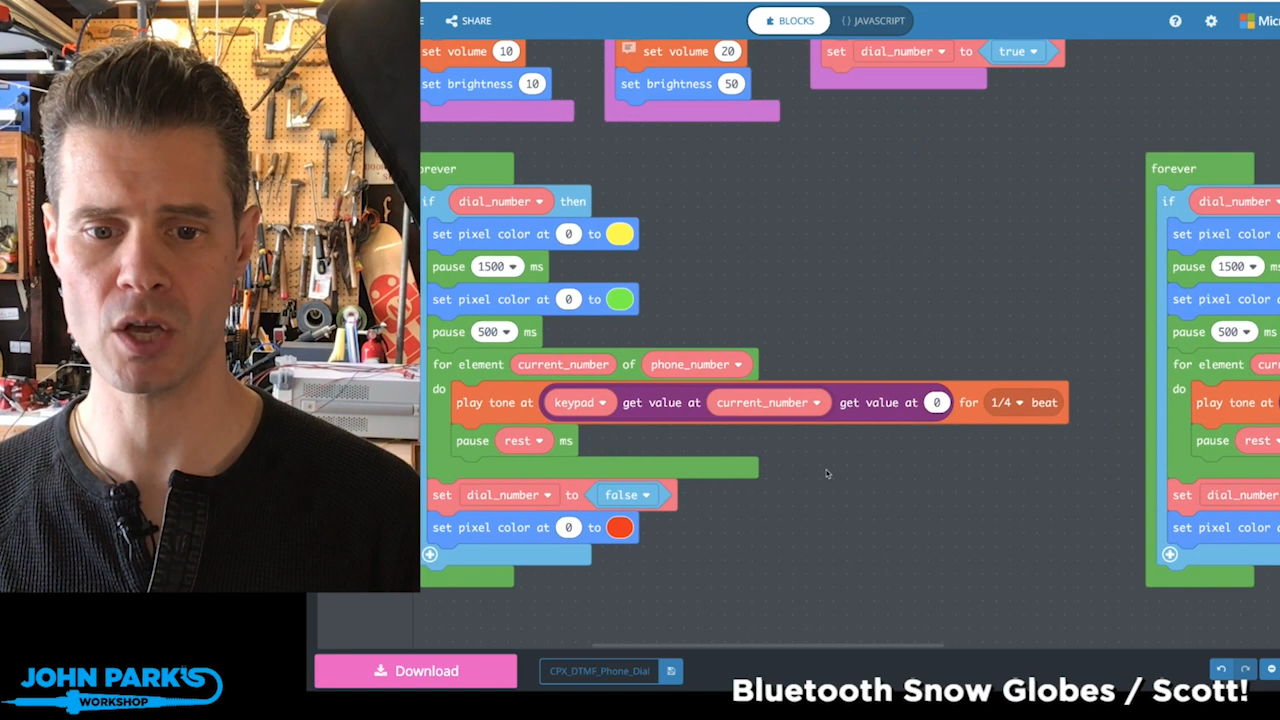 SHARE
BLOCKS
{ } JAVASCRIPT
set volume 10
set brightness 10
set volume 20
set brightness 50
set dial_number to true
forever
if dial_number then
set pixel color at 0 to
pause 1500 ms
set pixel color at 0 to
pause 500 ms
for element current_number of phone_number
do
play tone at keypad get value at current_number get value at 0 for 1/4 beat
pause rest ms
set dial_number to false
set pixel color at 0 to
forever
if dial_number
set pixel color at
pause 1500 ms
set pixel color at
pause 500 ms
for element
do
play tone at
pause rest
set dial_number
set pixel color at
Download
CPX_DTMF_Phone_Dial
JOHN PARK'S
WORKSHOP
Bluetooth Snow Globes / Scott!